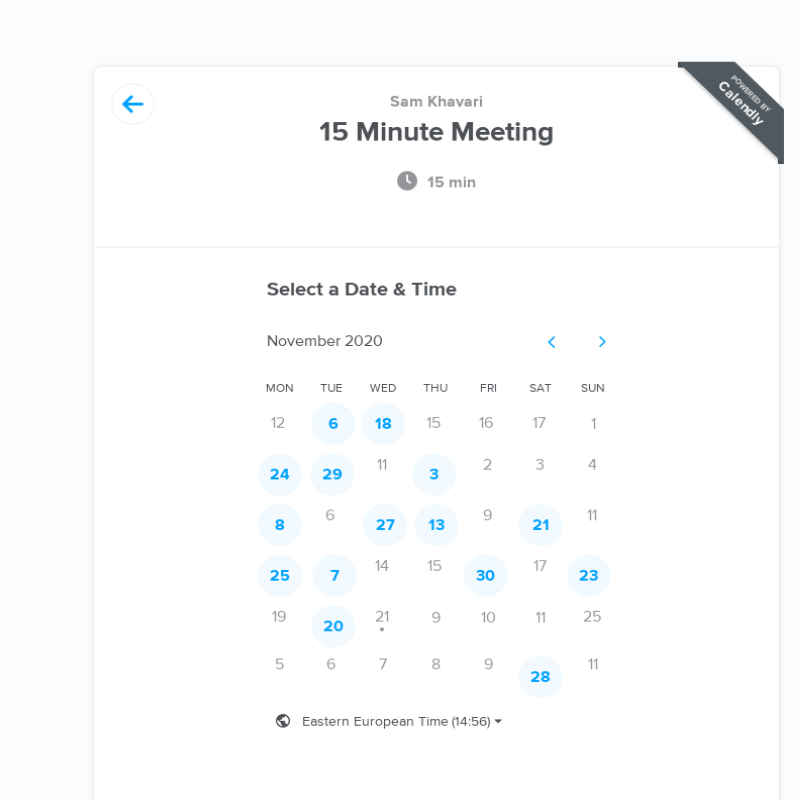 POWERED BY
Calendly
Sam Khavari
15 Minute Meeting
15 min
Select a Date & Time
November 2020
MON TUE WED THU FRI SAT SUN
12 6 18 15 16 17 1
24 29 11 3 2 3 4
8 6 27 13 9 21 11
25 7 14 15 30 17 23
19 20 21 9 10 11 25
5 6 7 8 9 28 11
Eastern European Time (14:56)